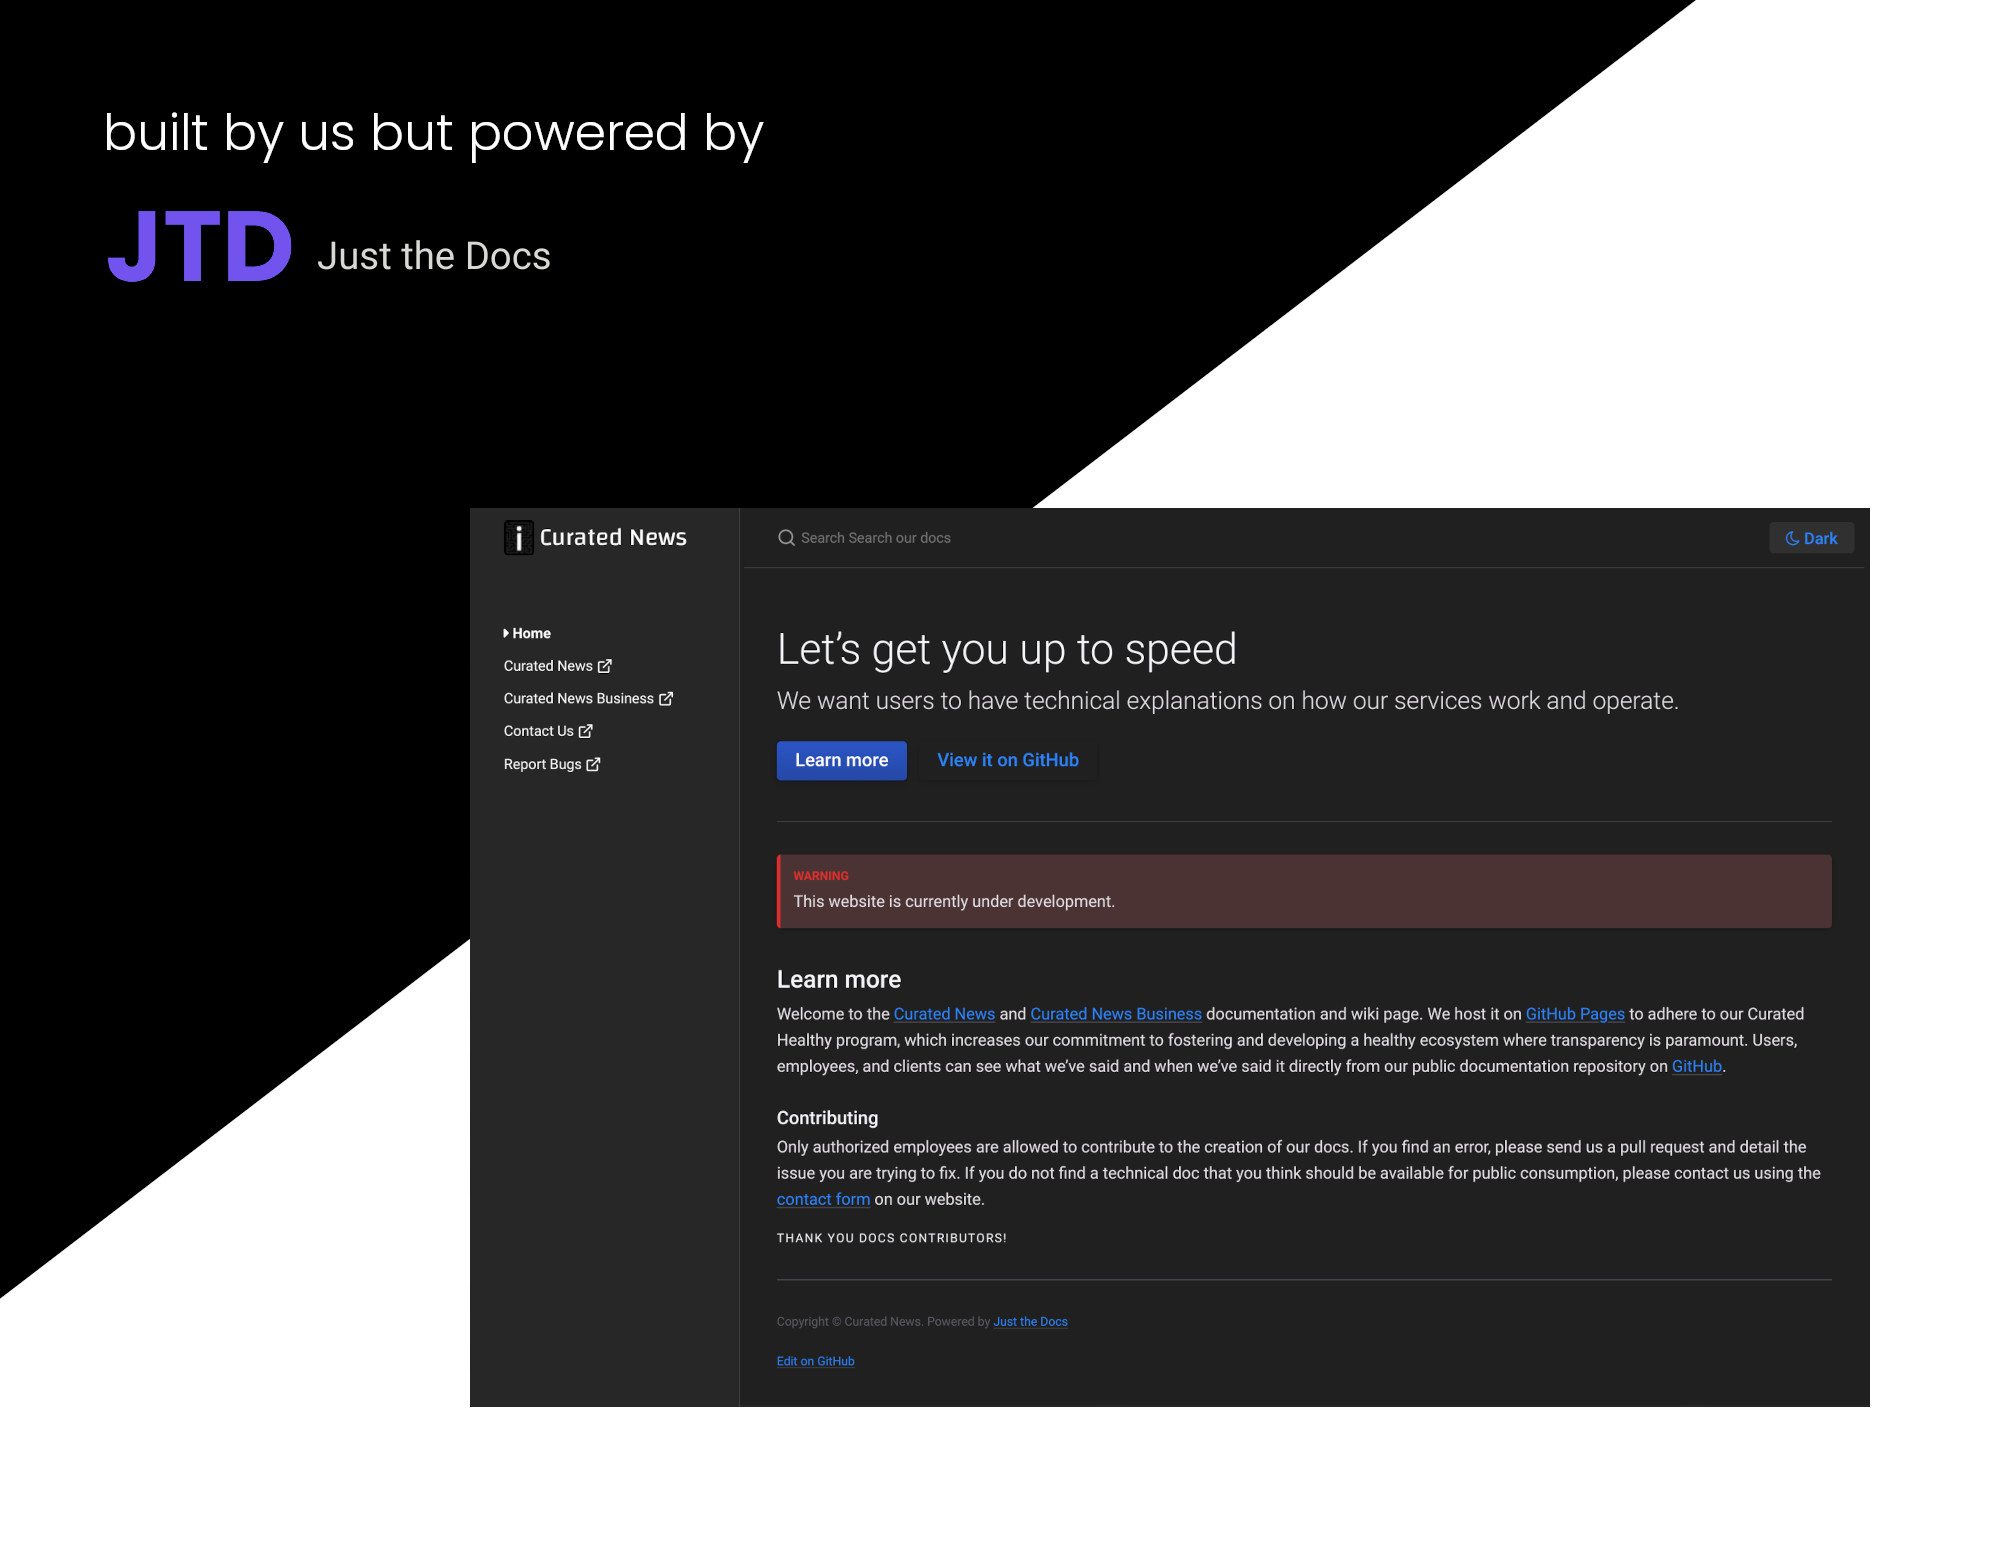 built by us but powered by
JTD Just the Docs
i Curated News
Search Search our docs
Dark
Home
Curated News
Curated News Business
Contact Us
Report Bugs
Let’s get you up to speed
We want users to have technical explanations on how our services work and operate.
Learn more
View it on GitHub
WARNING
This website is currently under development.
Learn more
Welcome to the Curated News and Curated News Business documentation and wiki page. We host it on GitHub Pages to adhere to our Curated
Healthy program, which increases our commitment to fostering and developing a healthy ecosystem where transparency is paramount. Users,
employees, and clients can see what we’ve said and when we’ve said it directly from our public documentation repository on GitHub.
Contributing
Only authorized employees are allowed to contribute to the creation of our docs. If you find an error, please send us a pull request and detail the
issue you are trying to fix. If you do not find a technical doc that you think should be available for public consumption, please contact us using the
contact form on our website.
THANK YOU DOCS CONTRIBUTORS!
Copyright © Curated News. Powered by Just the Docs
Edit on GitHub